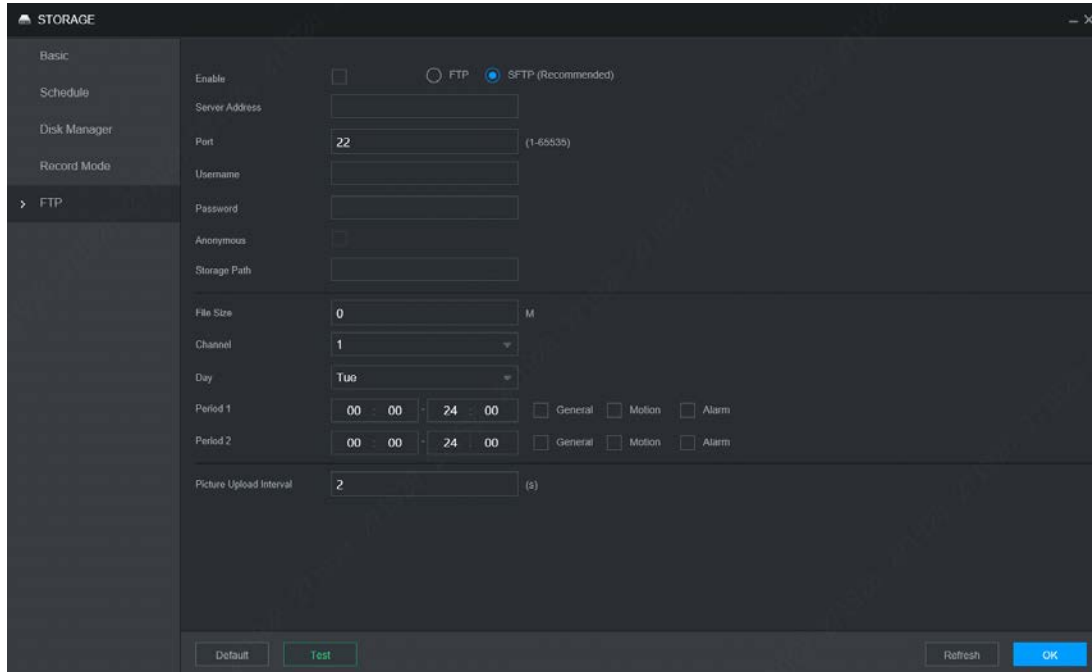 STORAGE
Basic
Schedule
Disk Manager
Record Mode
FTP
Enable FTP SFTP (Recommended)
Server Address
Port 22 (1-65535)
Username
Password
Anonymous
Storage Path
File Size 0 M
Channel 1
Day Tue
Period 1 00 : 00 - 24 : 00 General Motion Alarm
Period 2 00 : 00 - 24 : 00 General Motion Alarm
Picture Upload Interval 2 (s)
Default Test Refresh OK